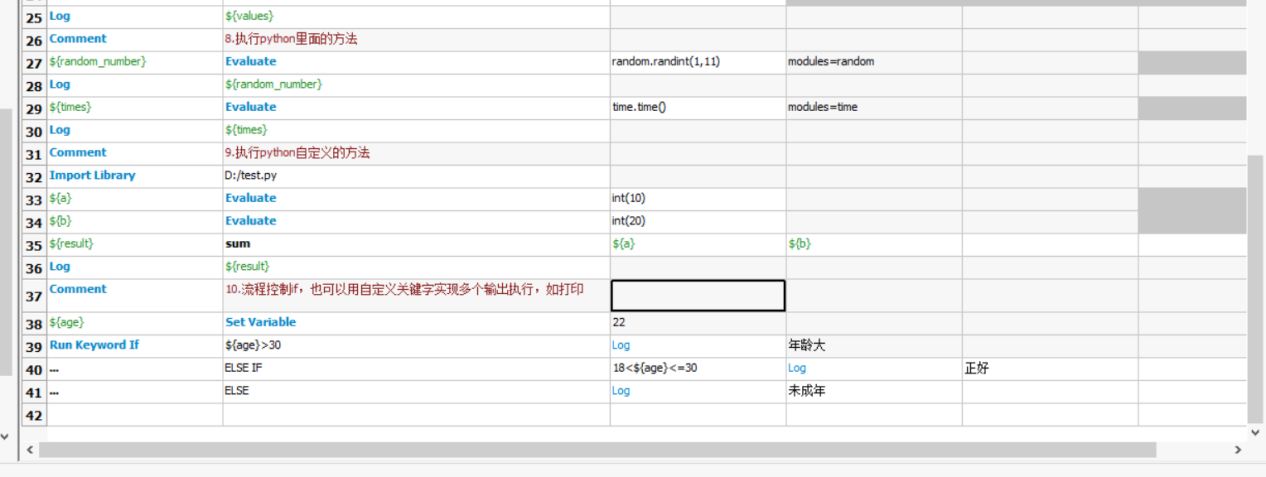 25 Log ${values}
26 Comment 8.执行python里面的方法
27 ${random_number} Evaluate random.randint(1,11) modules=random
28 Log ${random_number}
29 ${times} Evaluate time.time() modules=time
30 Log ${times}
31 Comment 9.执行python自定义的方法
32 Import Library D:/test.py
33 ${a} Evaluate int(10)
34 ${b} Evaluate int(20)
35 ${result} sum ${a} ${b}
36 Log ${result}
37 Comment 10.流程控制if，也可以用自定义关键字实现多个输出执行，如打印
38 ${age} Set Variable 22
39 Run Keyword If ${age}>30 Log 年龄大
40 ... ELSE IF 18<${age}<=30 Log 正好
41 ... ELSE Log 未成年
42